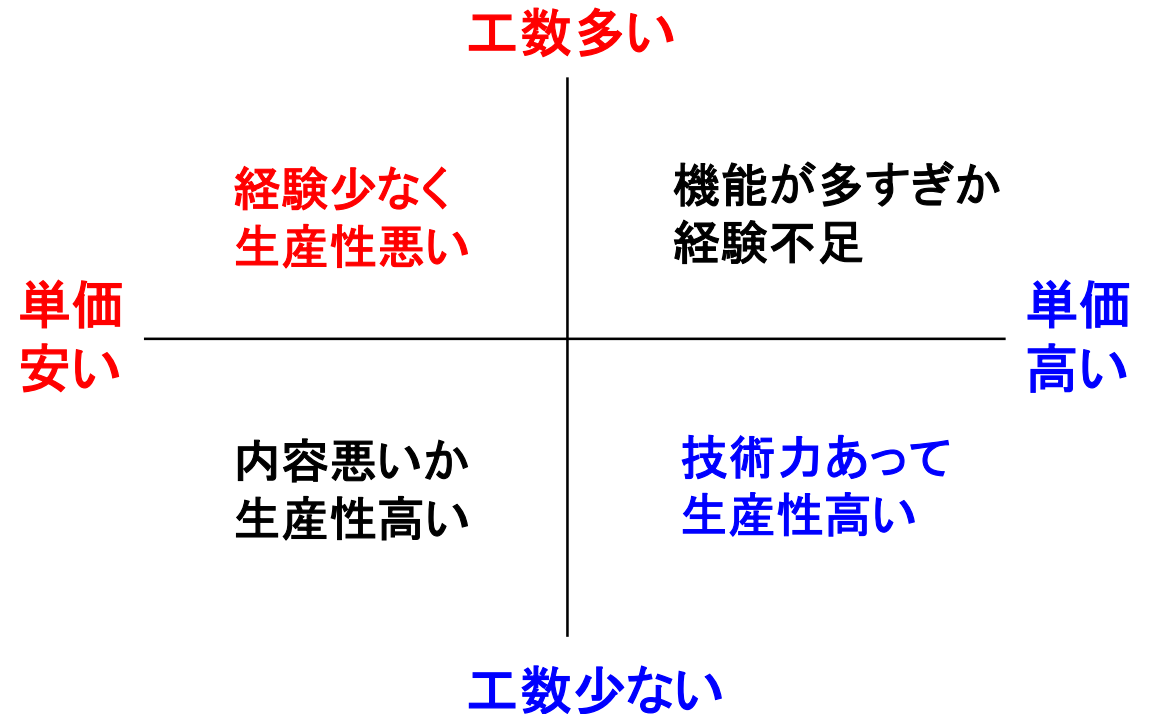 工数多い
経験少なく
生産性悪い
機能が多すぎか
経験不足
単価
安い
単価
高い
内容悪いか
生産性高い
技術力あって
生産性高い
工数少ない